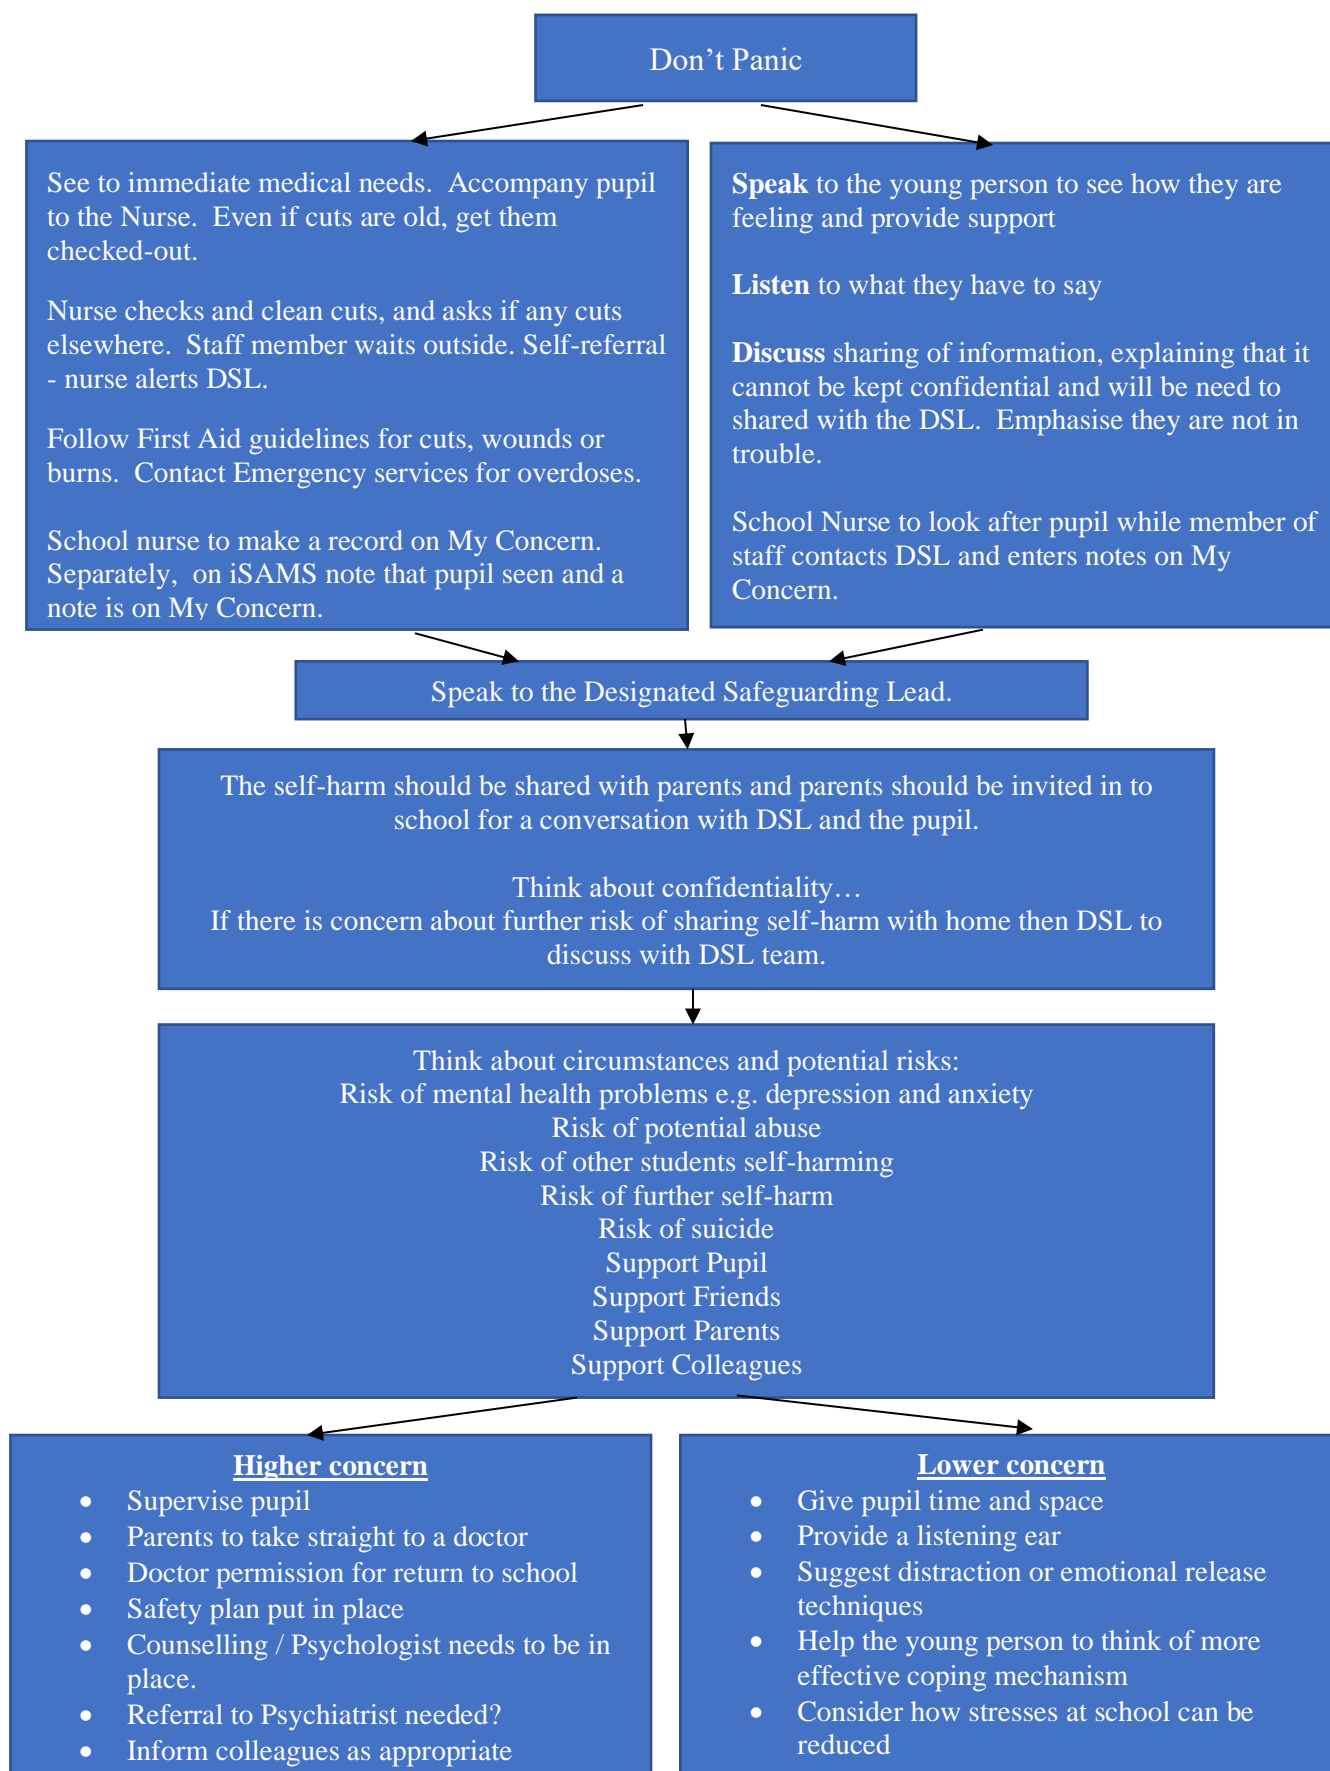 Don’t Panic
See to immediate medical needs.  Accompany pupil
to the Nurse.  Even if cuts are old, get them
checked-out.
Nurse checks and clean cuts, and asks if any cuts
elsewhere.  Staff member waits outside. Self-referral
- nurse alerts DSL.
Follow First Aid guidelines for cuts, wounds or
burns.  Contact Emergency services for overdoses.
School nurse to make a record on My Concern.
Separately,  on iSAMS note that pupil seen and a
note is on My Concern.
Speak to the young person to see how they are
feeling and provide support
Listen to what they have to say
Discuss sharing of information, explaining that it
cannot be kept confidential and will be need to
shared with the DSL.  Emphasise they are not in
trouble.
School Nurse to look after pupil while member of
staff contacts DSL and enters notes on My
Concern.
Speak to the Designated Safeguarding Lead.
The self-harm should be shared with parents and parents should be invited in to
school for a conversation with DSL and the pupil.
Think about confidentiality…
If there is concern about further risk of sharing self-harm with home then DSL to
discuss with DSL team.
Think about circumstances and potential risks:
Risk of mental health problems e.g. depression and anxiety
Risk of potential abuse
Risk of other students self-harming
Risk of further self-harm
Risk of suicide
Support Pupil
Support Friends
Support Parents
Support Colleagues
Higher concern
• Supervise pupil
• Parents to take straight to a doctor
• Doctor permission for return to school
• Safety plan put in place
• Counselling / Psychologist needs to be in
place.
• Referral to Psychiatrist needed?
• Inform colleagues as appropriate
Lower concern
• Give pupil time and space
• Provide a listening ear
• Suggest distraction or emotional release
techniques
• Help the young person to think of more
effective coping mechanism
• Consider how stresses at school can be
reduced